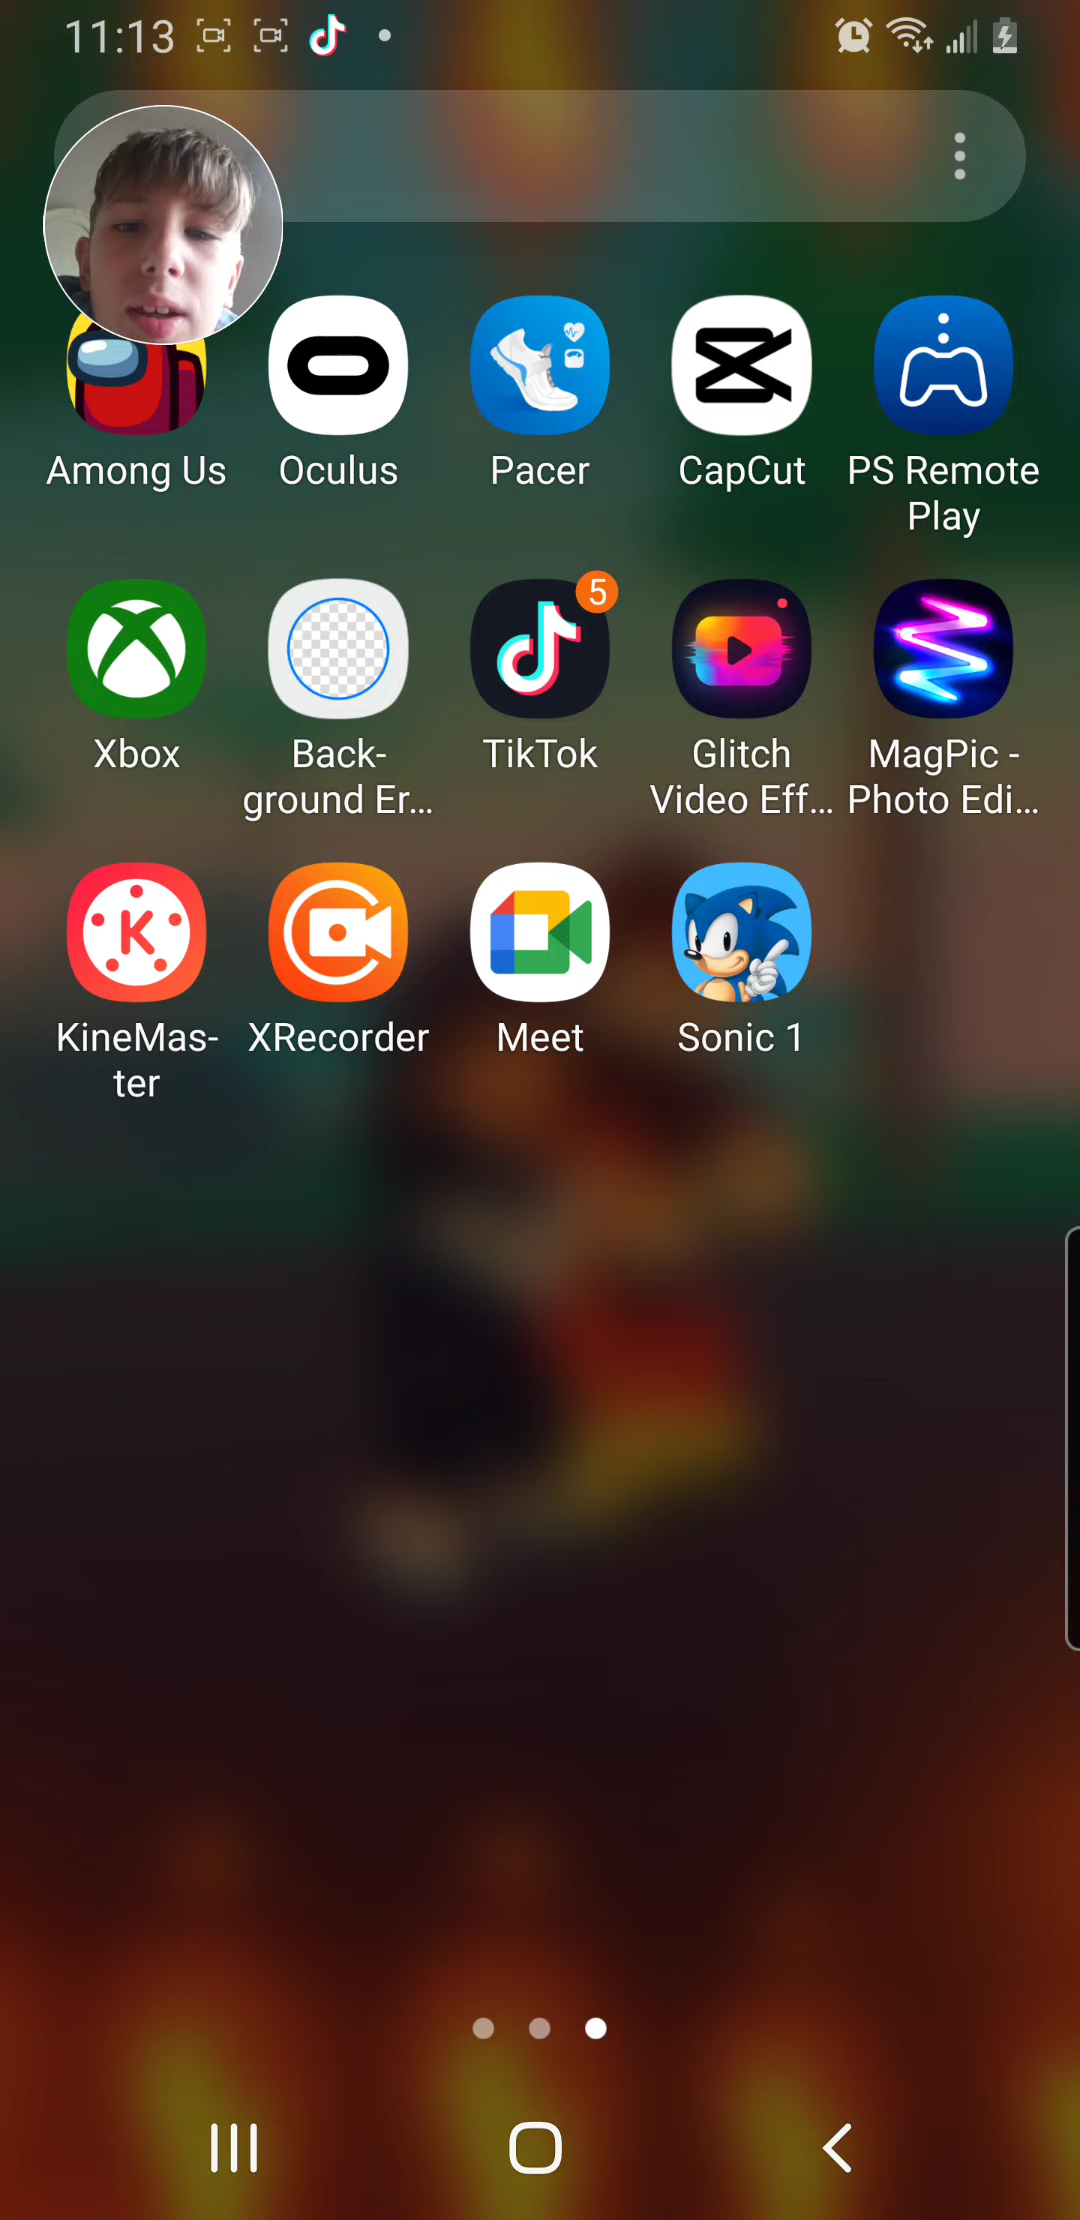 11:13
Among Us
Oculus
Pacer
CapCut
PS Remote
Play
Xbox
Back-
ground Er...
TikTok
5
Glitch
Video Eff...
MagPic -
Photo Edi...
KineMas-
ter
XRecorder
Meet
Sonic 1